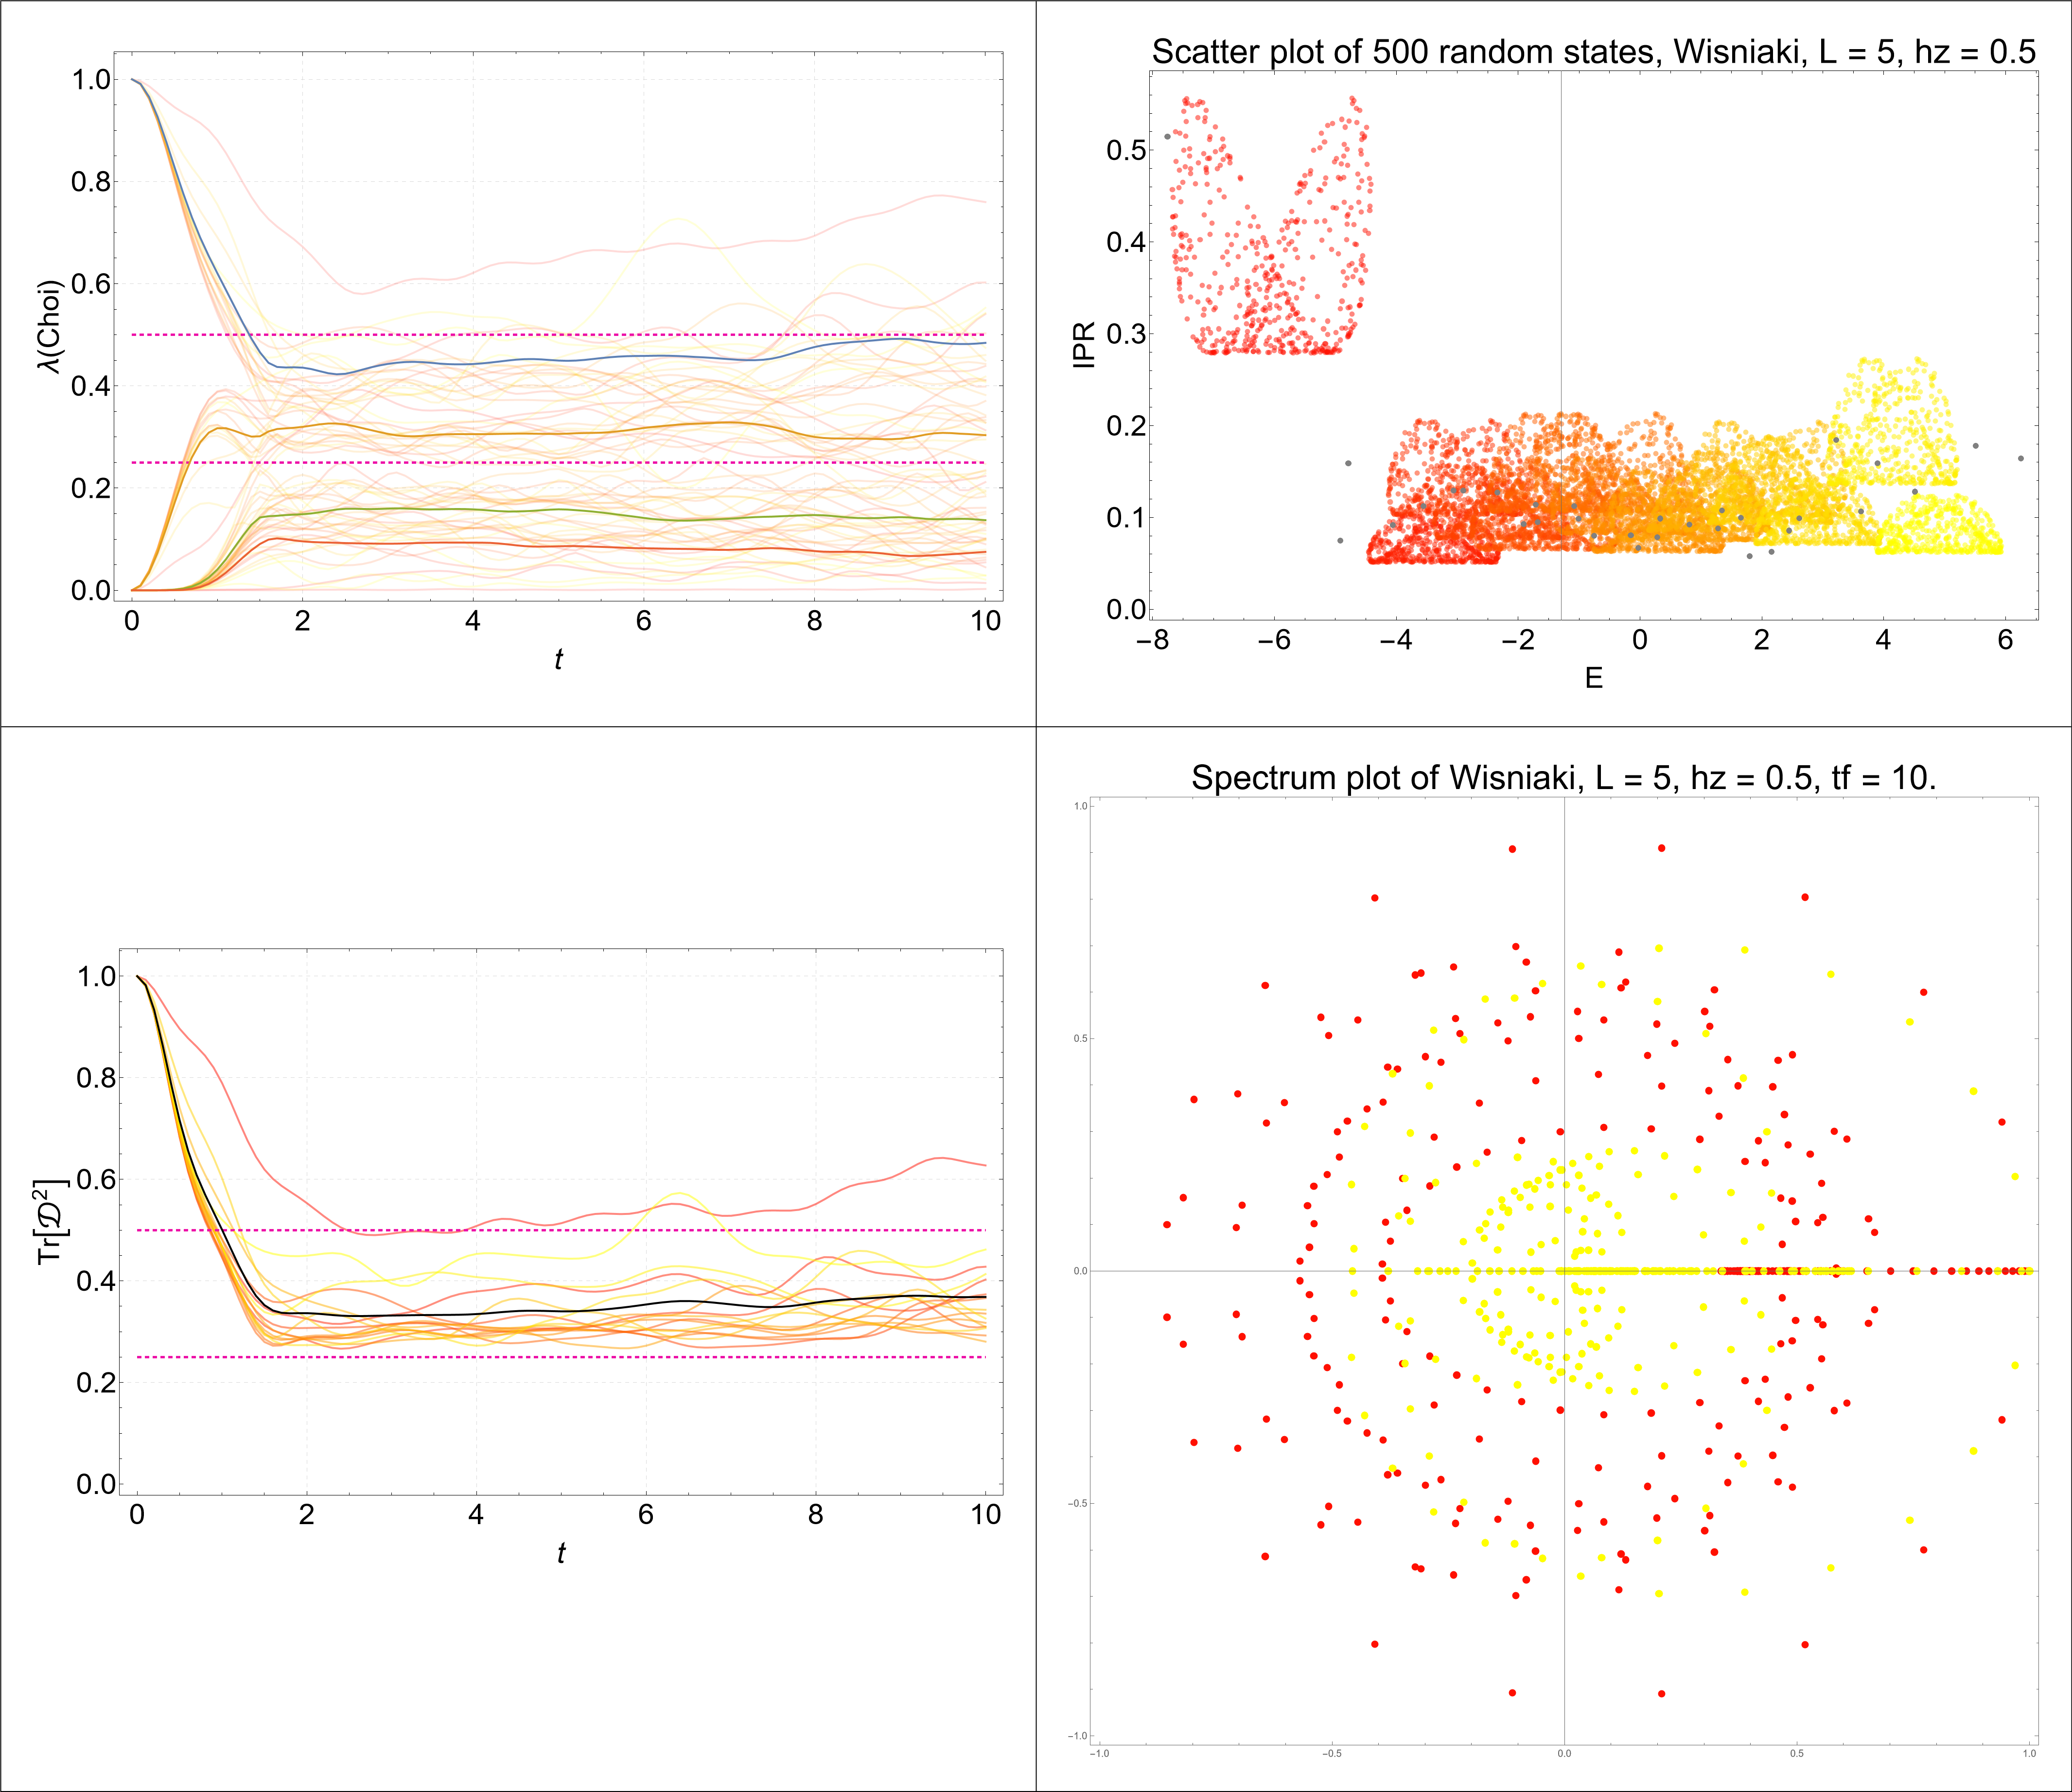 1.0
0.8
0.6
0.4
0.2
0.0
λ(Choi)
0 2 4 6 8 10
t
Scatter plot of 500 random states, Wisniaki, L = 5, hz = 0.5
0.5
0.4
0.3
0.2
0.1
0.0
IPR
−8 −6 −4 −2 0 2 4 6
E
1.0
0.8
0.6
0.4
0.2
0.0
Tr[𝒟²]
0 2 4 6 8 10
t
Spectrum plot of Wisniaki, L = 5, hz = 0.5, tf = 10.
1.0
0.5
0.0
−0.5
−1.0
−1.0 −0.5 0.0 0.5 1.0